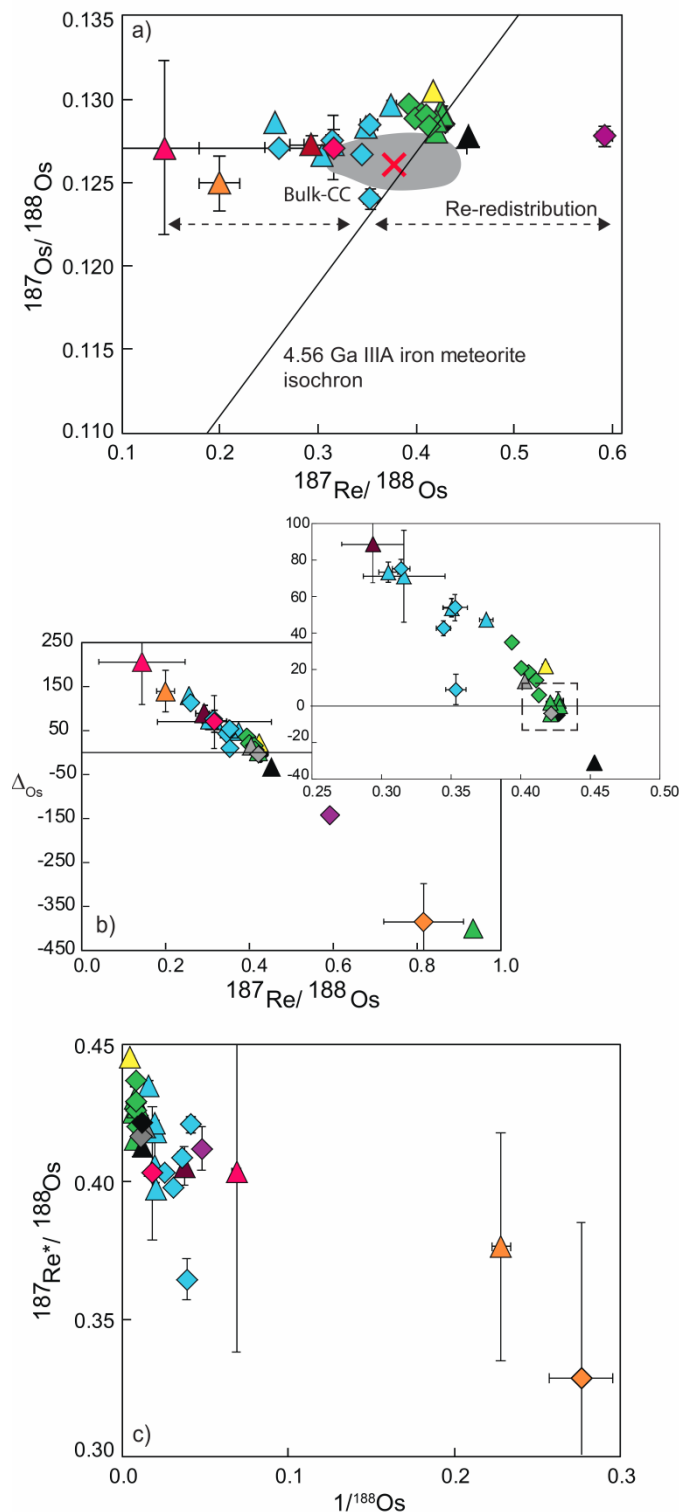 a)
0.135
0.130
0.125
0.120
0.115
0.110
187Os/ 188Os
Bulk-CC
Re-redistribution
4.56 Ga IIIA iron meteorite
isochron
0.1 0.2 0.3 0.4 0.5 0.6
187Re/ 188Os
100
80
60
40
20
0
-20
-40
0.25 0.30 0.35 0.40 0.45 0.50
250
150
50
-50
-150
-250
-350
-450
ΔOs
b)
0.0 0.2 0.4 0.6 0.8 1.0
187Re/ 188Os
0.45
0.40
0.35
0.30
187Re*/ 188Os
c)
0.0 0.1 0.2 0.3
1/188Os